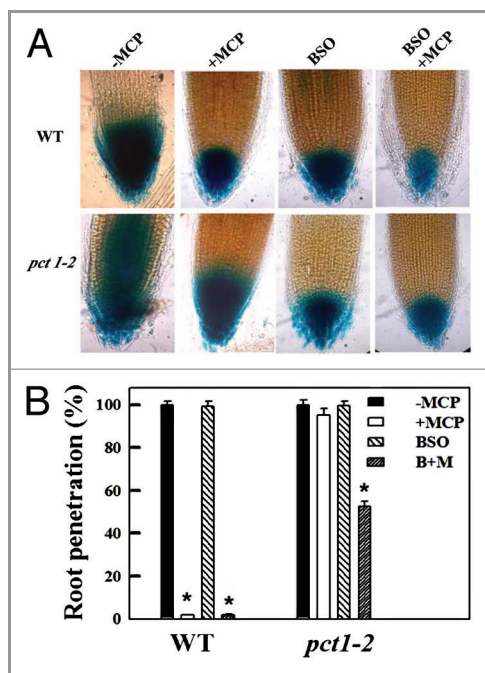 A
-MCP
+MCP
BSO
BSO
+MCP
WT
pct 1-2
B
Root penetration (%)
100
80
60
40
20
0
-MCP
+MCP
BSO
B+M
*
*
*
WT
pct1-2